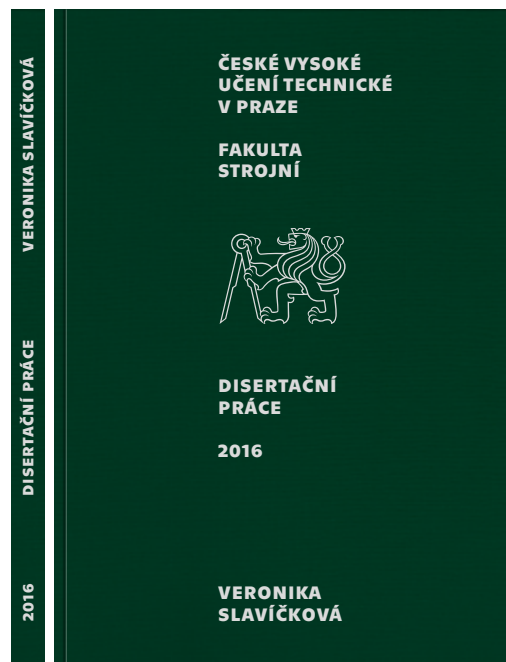 VERONIKA SLAVÍČKOVÁ
DISERTAČNÍ PRÁCE
2016
ČESKÉ VYSOKÉ
UČENÍ TECHNICKÉ
V PRAZE
FAKULTA
STROJNÍ
DISERTAČNÍ
PRÁCE
2016
VERONIKA
SLAVÍČKOVÁ